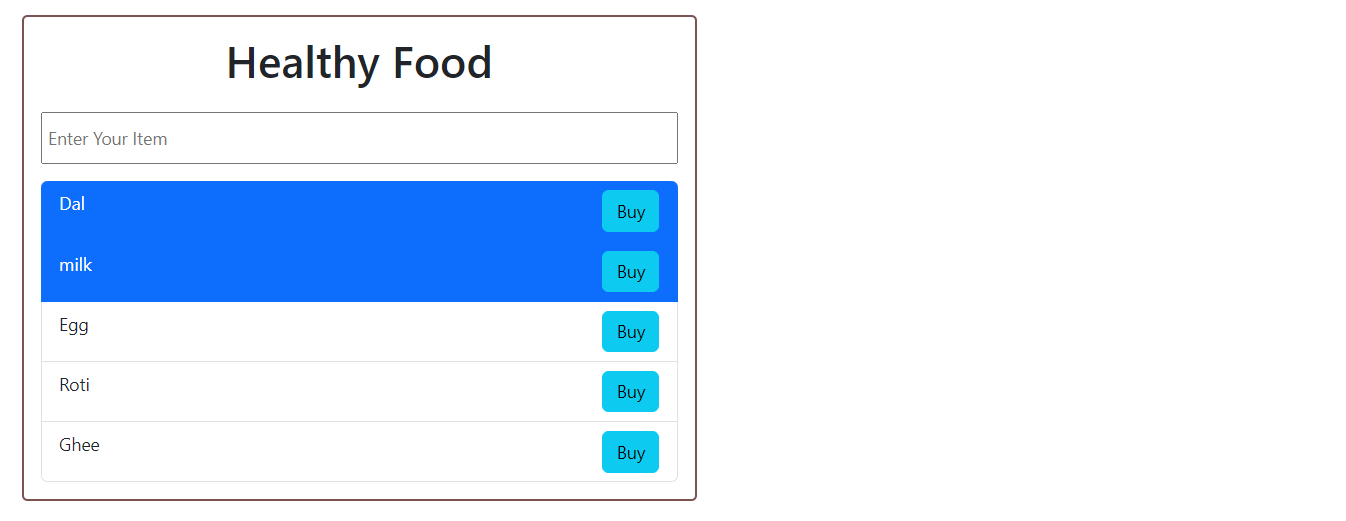 Healthy Food
Enter Your Item
Dal Buy
milk Buy
Egg Buy
Roti Buy
Ghee Buy